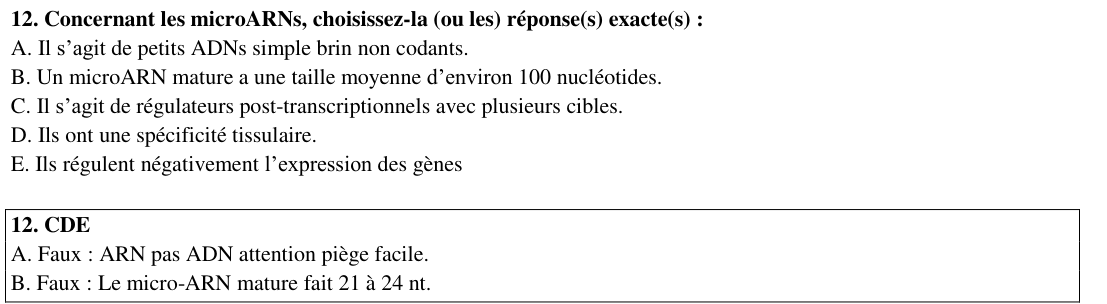 12. Concernant les microARNs, choisissez-la (ou les) réponse(s) exacte(s) :
A. Il s’agit de petits ADNs simple brin non codants.
B. Un microARN mature a une taille moyenne d’environ 100 nucléotides.
C. Il s’agit de régulateurs post-transcriptionnels avec plusieurs cibles.
D. Ils ont une spécificité tissulaire.
E. Ils régulent négativement l’expression des gènes
12. CDE
A. Faux : ARN pas ADN attention piège facile.
B. Faux : Le micro-ARN mature fait 21 à 24 nt.